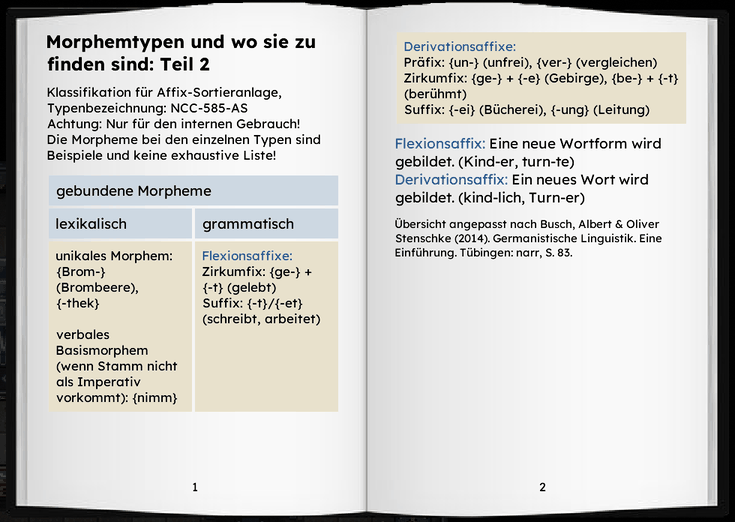 Morphemtypen und wo sie zu
finden sind: Teil 2
Klassifikation für Affix-Sortieranlage,
Typenbezeichnung: NCC-585-AS
Achtung: Nur für den internen Gebrauch!
Die Morpheme bei den einzelnen Typen sind
Beispiele und keine exhaustive Liste!
gebundene Morpheme
lexikalisch
grammatisch
unikales Morphem:
{Brom-}
(Brombeere),
{-thek}
verbales
Basismorphem
(wenn Stamm nicht
als Imperativ
vorkommt): {nimm}
Flexionsaffixe:
Zirkumfix: {ge-} +
{-t} (gelebt)
Suffix: {-t}/{-et}
(schreibt, arbeitet)
1
Derivationsaffixe:
Präfix: {un-} (unfrei), {ver-} (vergleichen)
Zirkumfix: {ge-} + {-e} (Gebirge), {be-} + {-t}
(berühmt)
Suffix: {-ei} (Bücherei), {-ung} (Leitung)
Flexionsaffix: Eine neue Wortform wird
gebildet. (Kind-er, turn-te)
Derivationsaffix: Ein neues Wort wird
gebildet. (kind-lich, Turn-er)
Übersicht angepasst nach Busch, Albert & Oliver
Stenschke (2014). Germanistische Linguistik. Eine
Einführung. Tübingen: narr, S. 83.
2